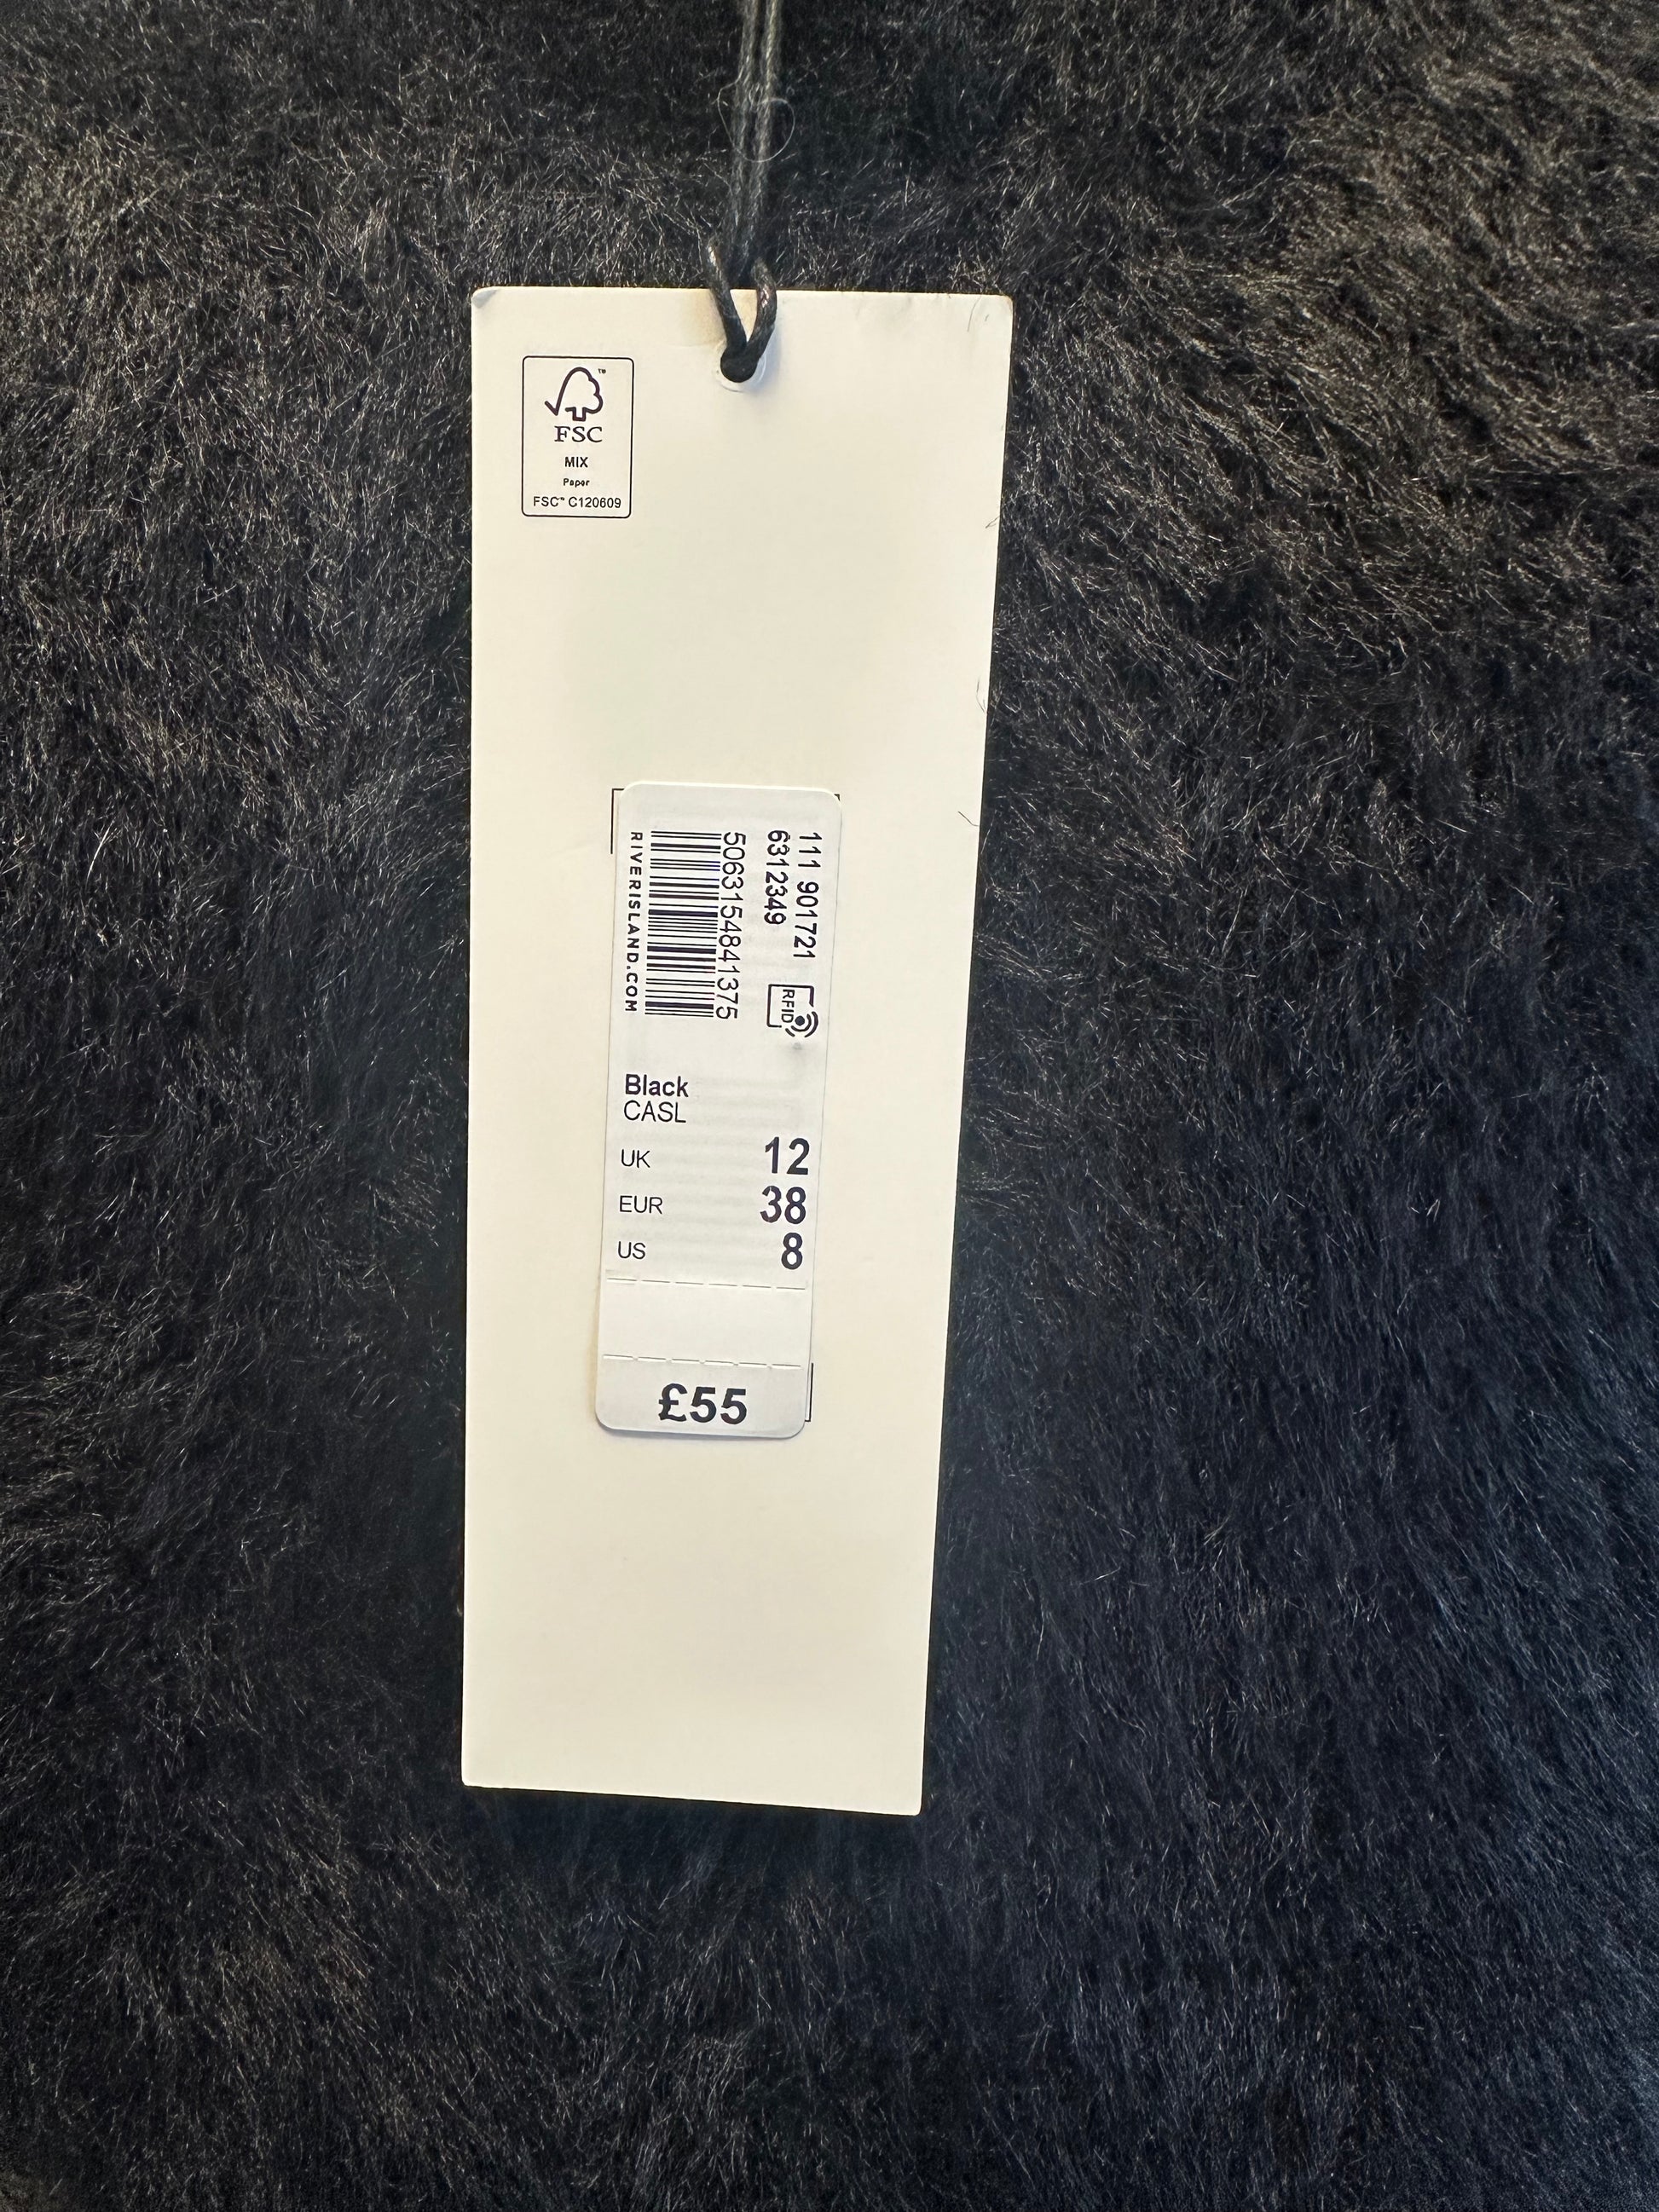 ™
FSC
MIX
Paper
FSC™ C120609
111 901721
6312349
RFID
5063154841375
RIVERISLAND.COM
Black
CASL
UK 12
EUR 38
US 8
£55